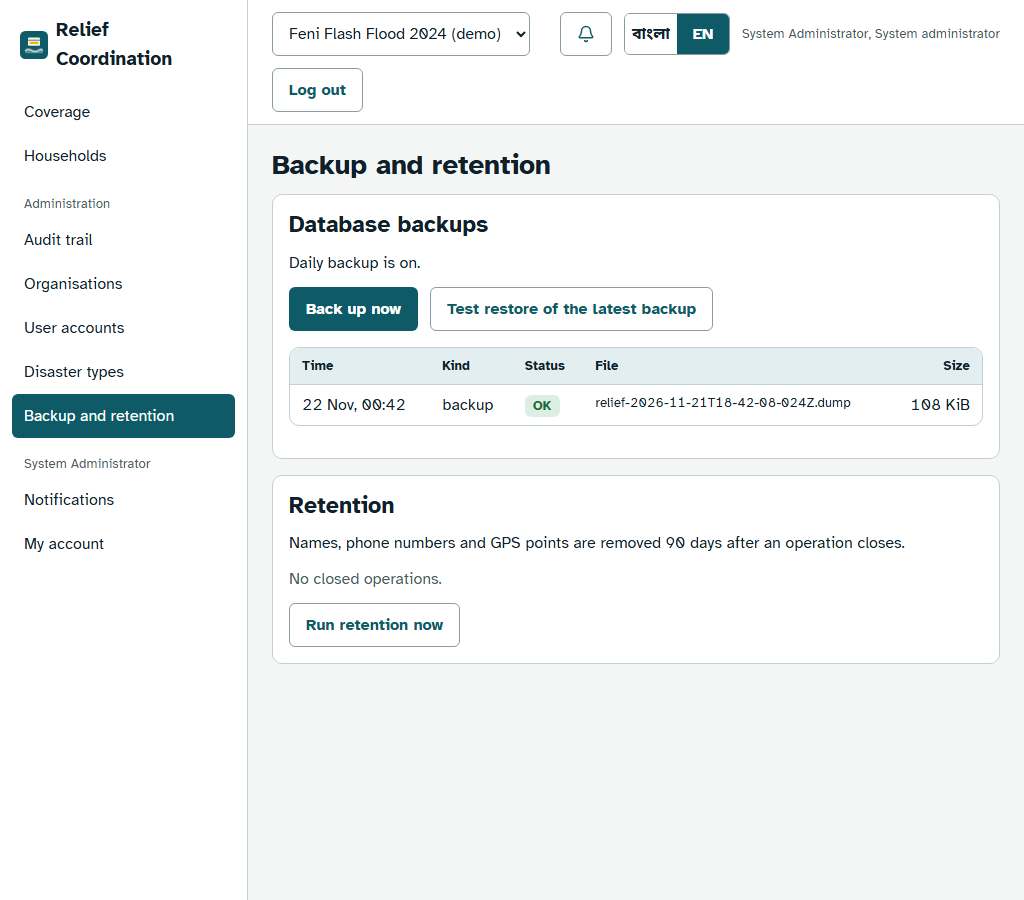 Relief
Coordination
Feni Flash Flood 2024 (demo)
বাংলা
EN
System Administrator, System administrator
Log out
Coverage
Households
Administration
Audit trail
Organisations
User accounts
Disaster types
Backup and retention
System Administrator
Notifications
My account
Backup and retention
Database backups
Daily backup is on.
Back up now
Test restore of the latest backup
Time Kind Status File Size
22 Nov, 00:42 backup OK relief-2026-11-21T18-42-08-024Z.dump 108 KiB
Retention
Names, phone numbers and GPS points are removed 90 days after an operation closes.
No closed operations.
Run retention now